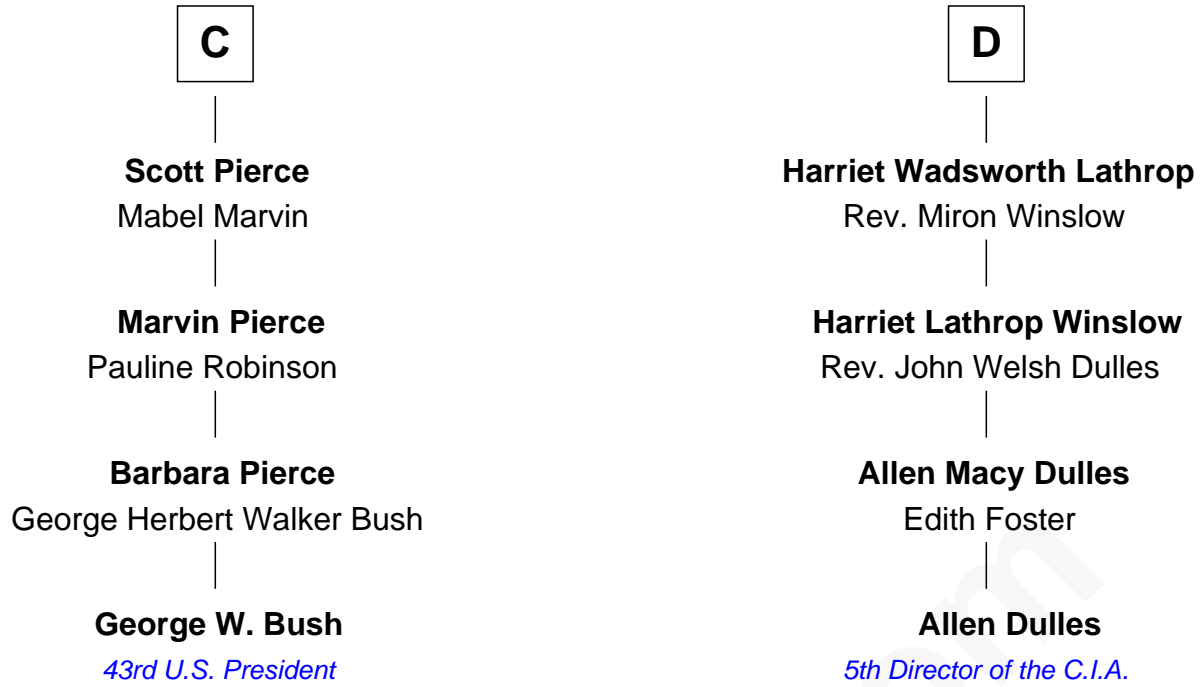 C
Scott Pierce
Mabel Marvin
Marvin Pierce
Pauline Robinson
Barbara Pierce
George Herbert Walker Bush
George W. Bush
43rd U.S. President
D
Harriet Wadsworth Lathrop
Rev. Miron Winslow
Harriet Lathrop Winslow
Rev. John Welsh Dulles
Allen Macy Dulles
Edith Foster
Allen Dulles
5th Director of the C.I.A.